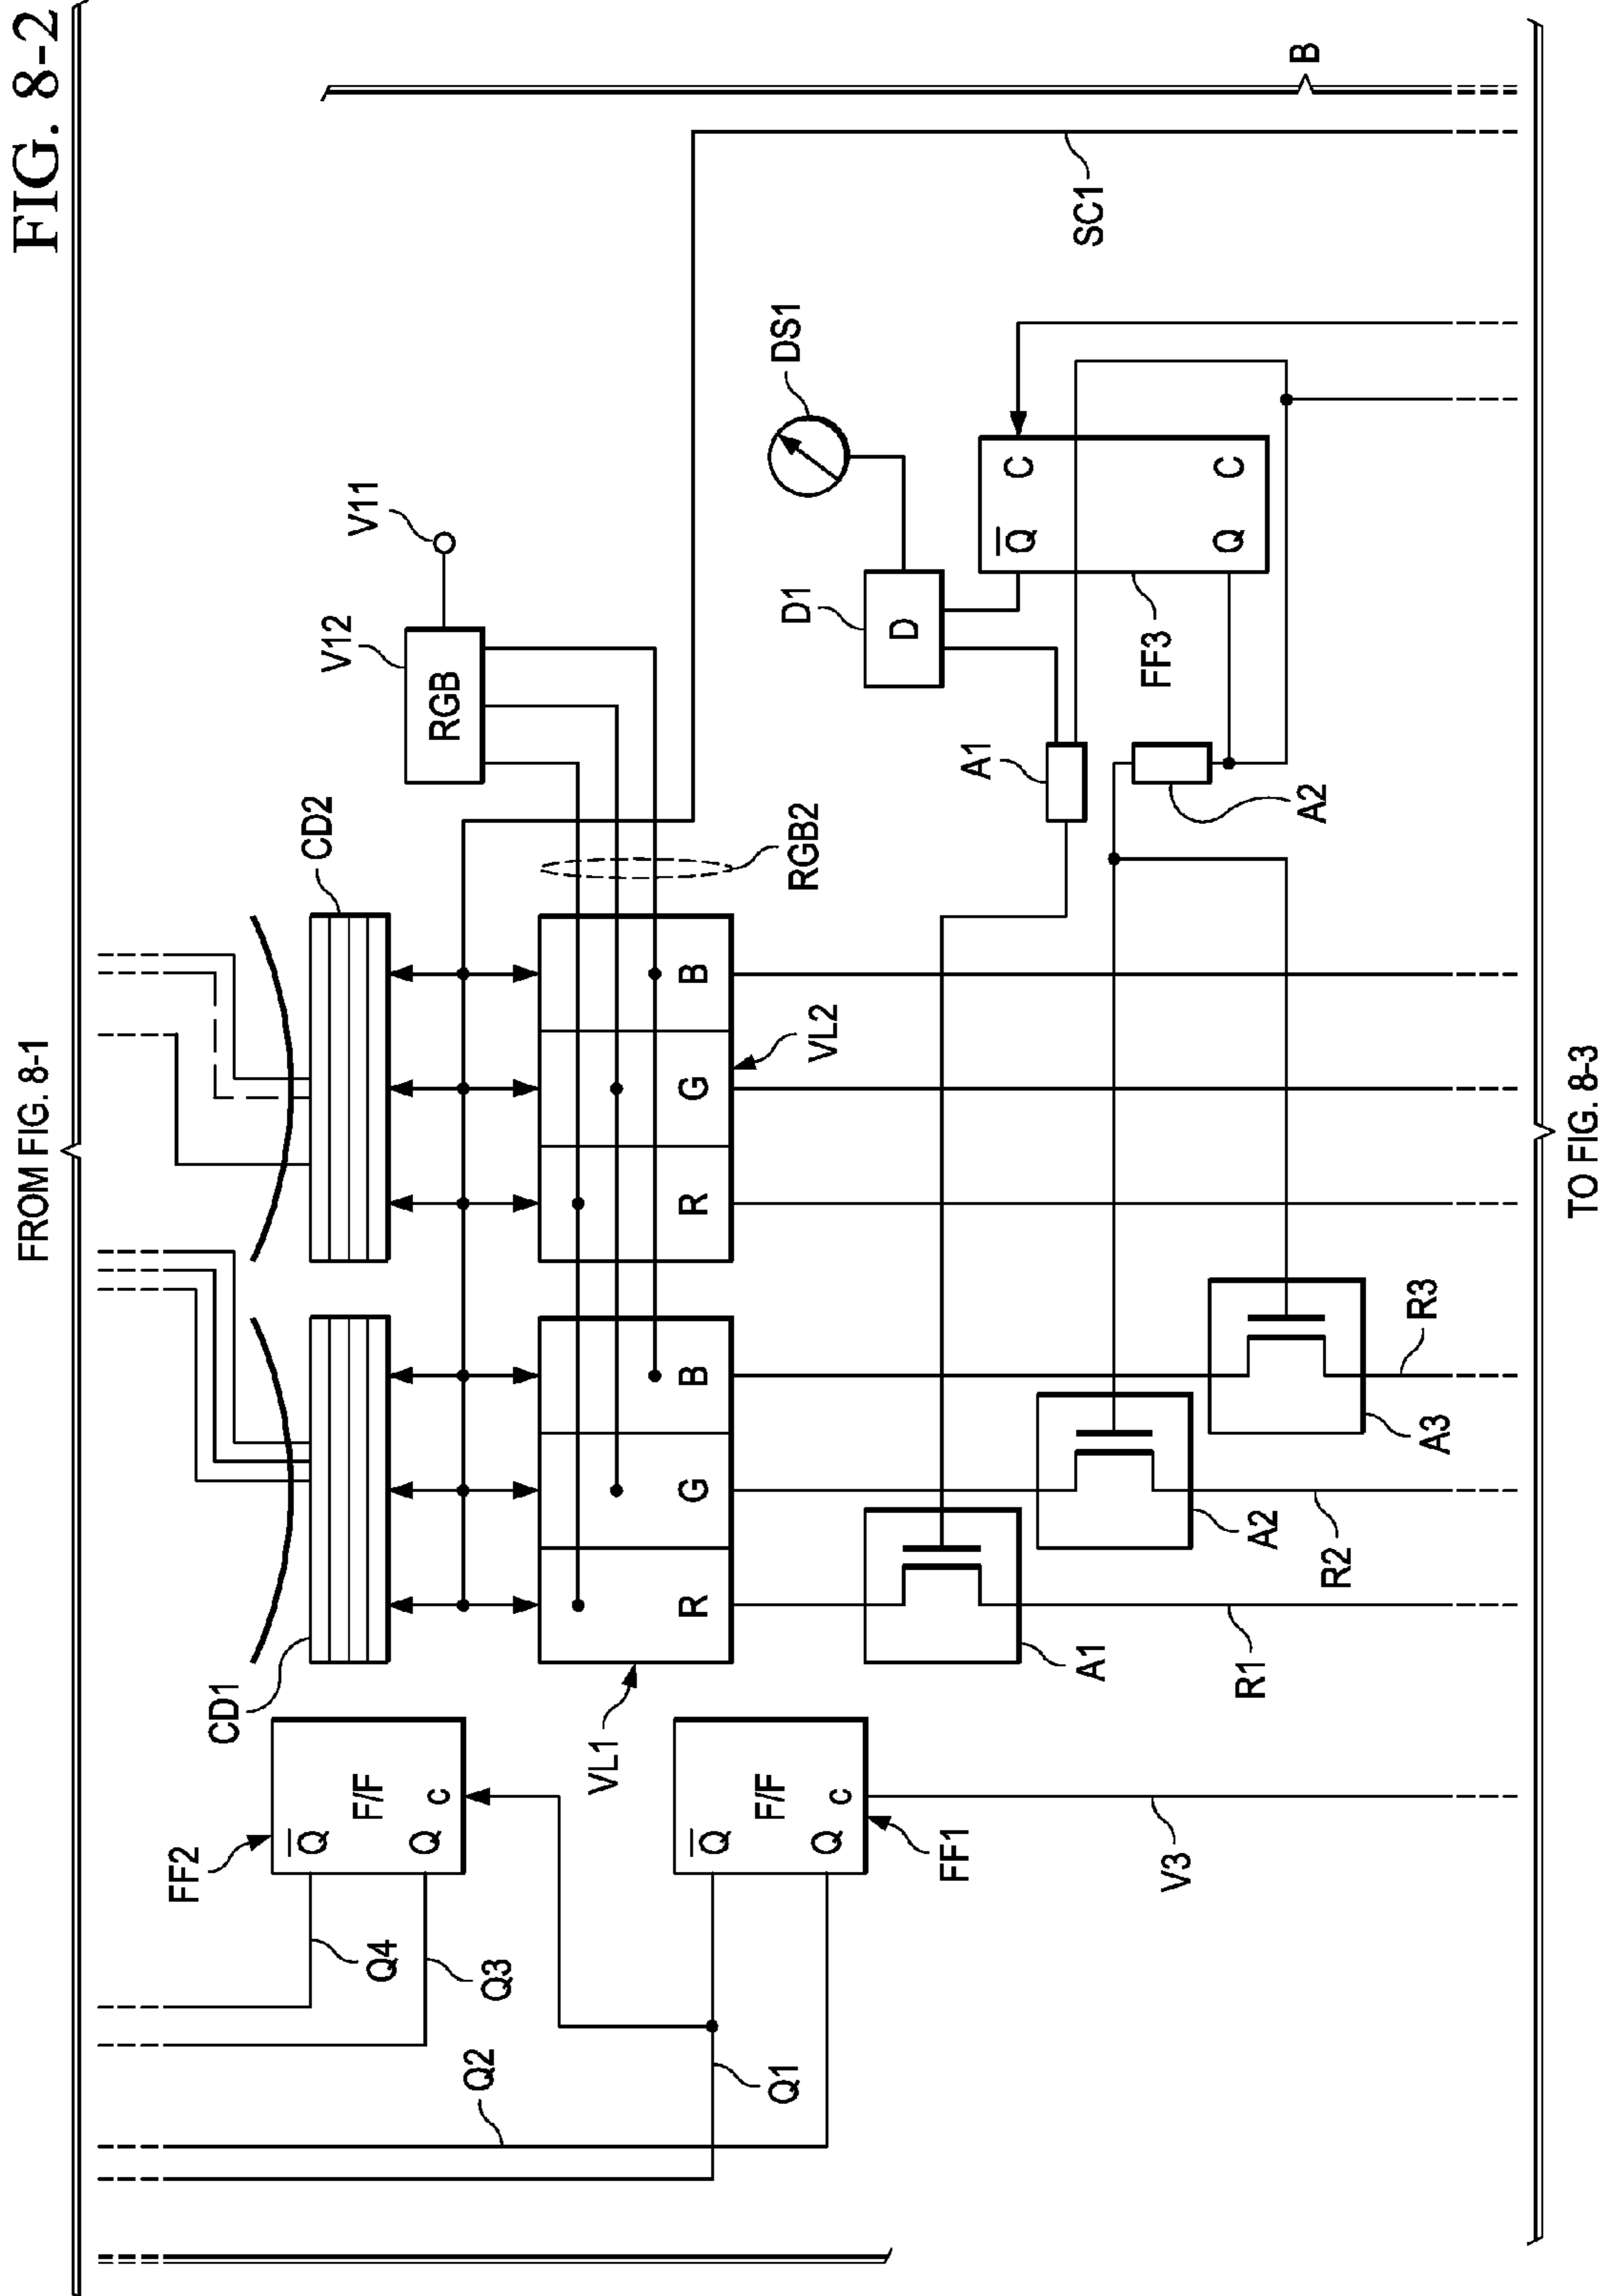 FIG. 8-2
FROM FIG. 8-1
FF2
Q
F/F
Q
c
Q4
Q3
Q2
Q1
CD1
CD2
V12
V11
RGB
VL1
R
G
B
R
G
B
VL2
RGB2
Q
F/F
Q
c
FF1
V3
A1
A2
A3
R1
R2
R3
A1
A2
D1
D
DS1
Q
C
Q
C
FF3
SC1
B
TO FIG. 8-3